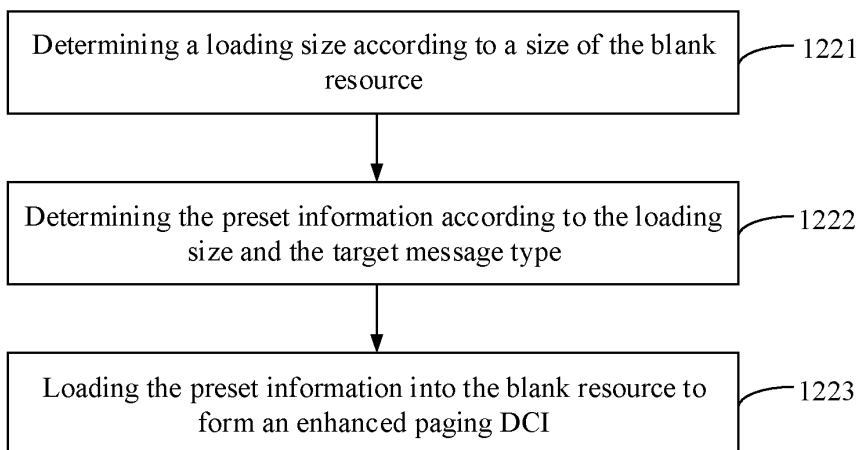 Determining a loading size according to a size of the blank
resource
1221
Determining the preset information according to the loading
size and the target message type
1222
Loading the preset information into the blank resource to
form an enhanced paging DCI
1223